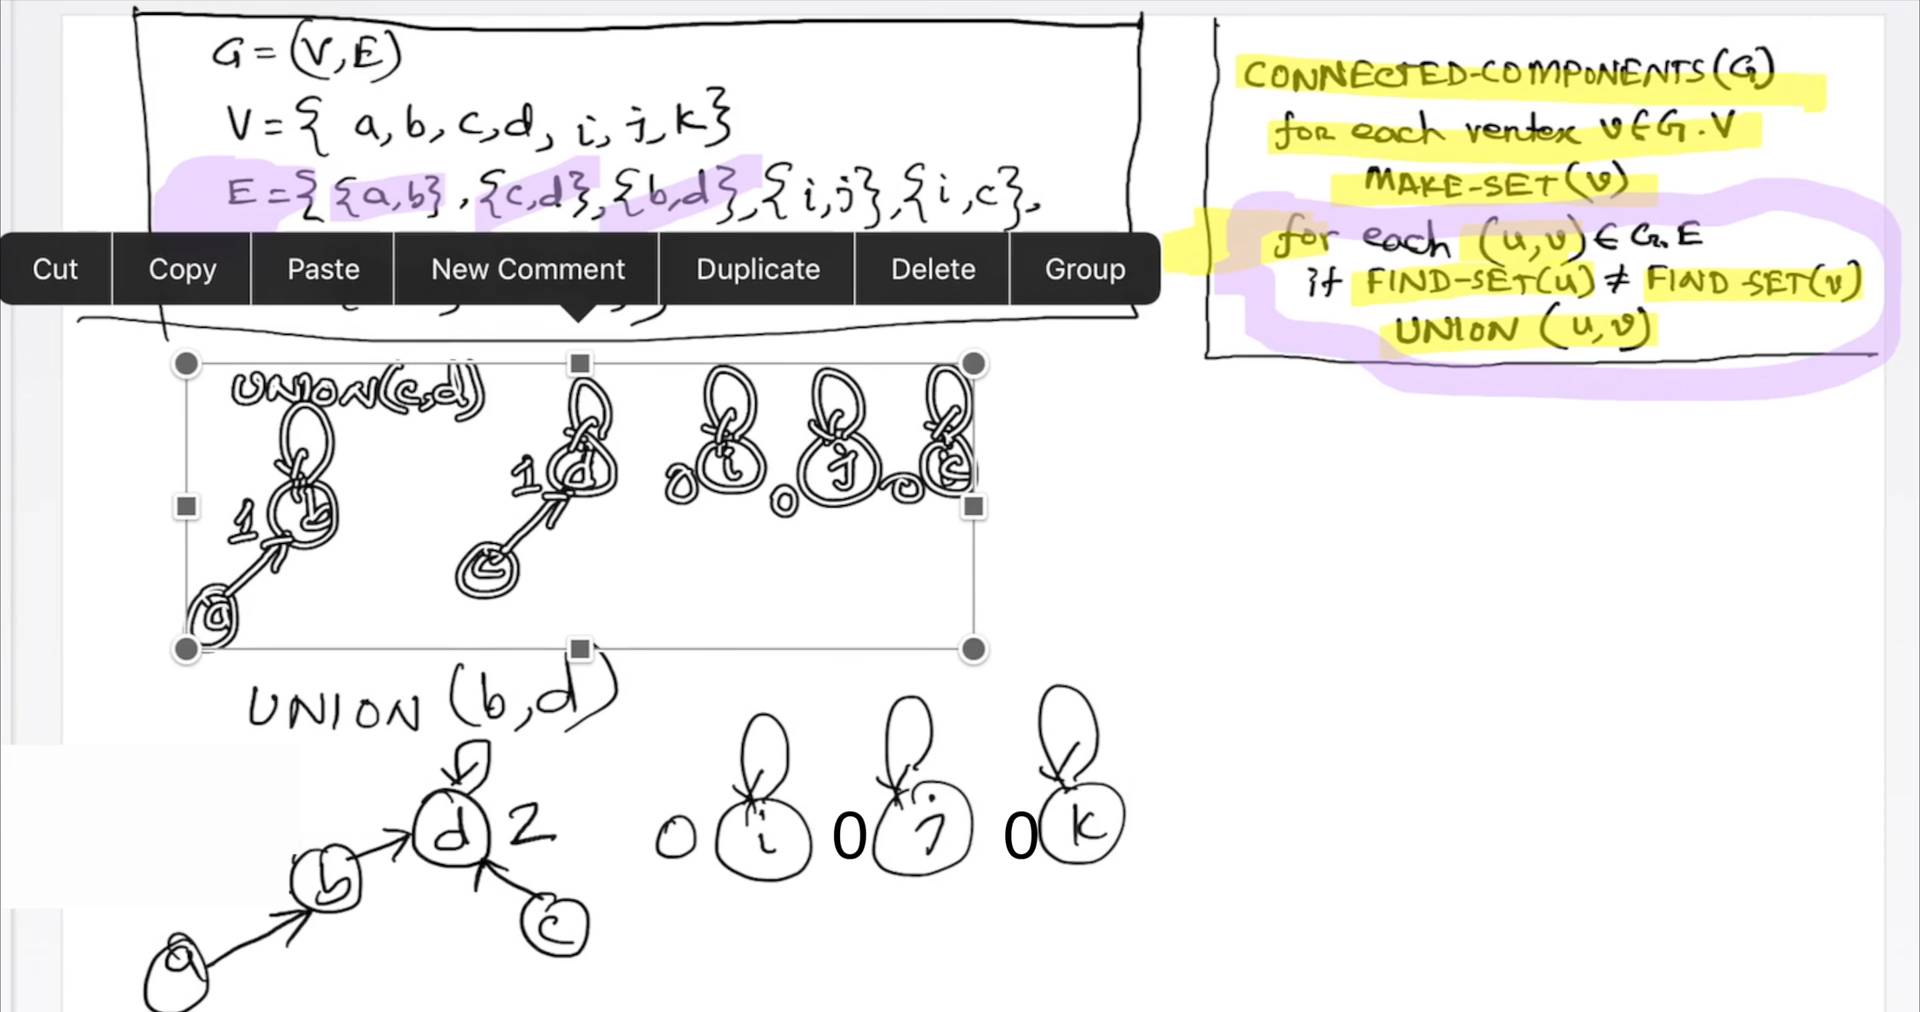 G = (V,E)
V = { a, b, c, d, i, j, k}
E = { {a,b}, {c,d}, {b,d}, {i,j}, {i,c},
Cut Copy Paste New Comment Duplicate Delete Group
UNION(c,d)
1 b
1 d
0 i
0 j
0
c
a
UNION (b,d)
d 2
0 i 0 j 0 k
b
c
a
CONNECTED-COMPONENTS(G)
for each vertex v ∈ G.V
MAKE-SET(v)
for each (u,v) ∈ G.E
if FIND-SET(u) ≠ FIND-SET(v)
UNION (u,v)